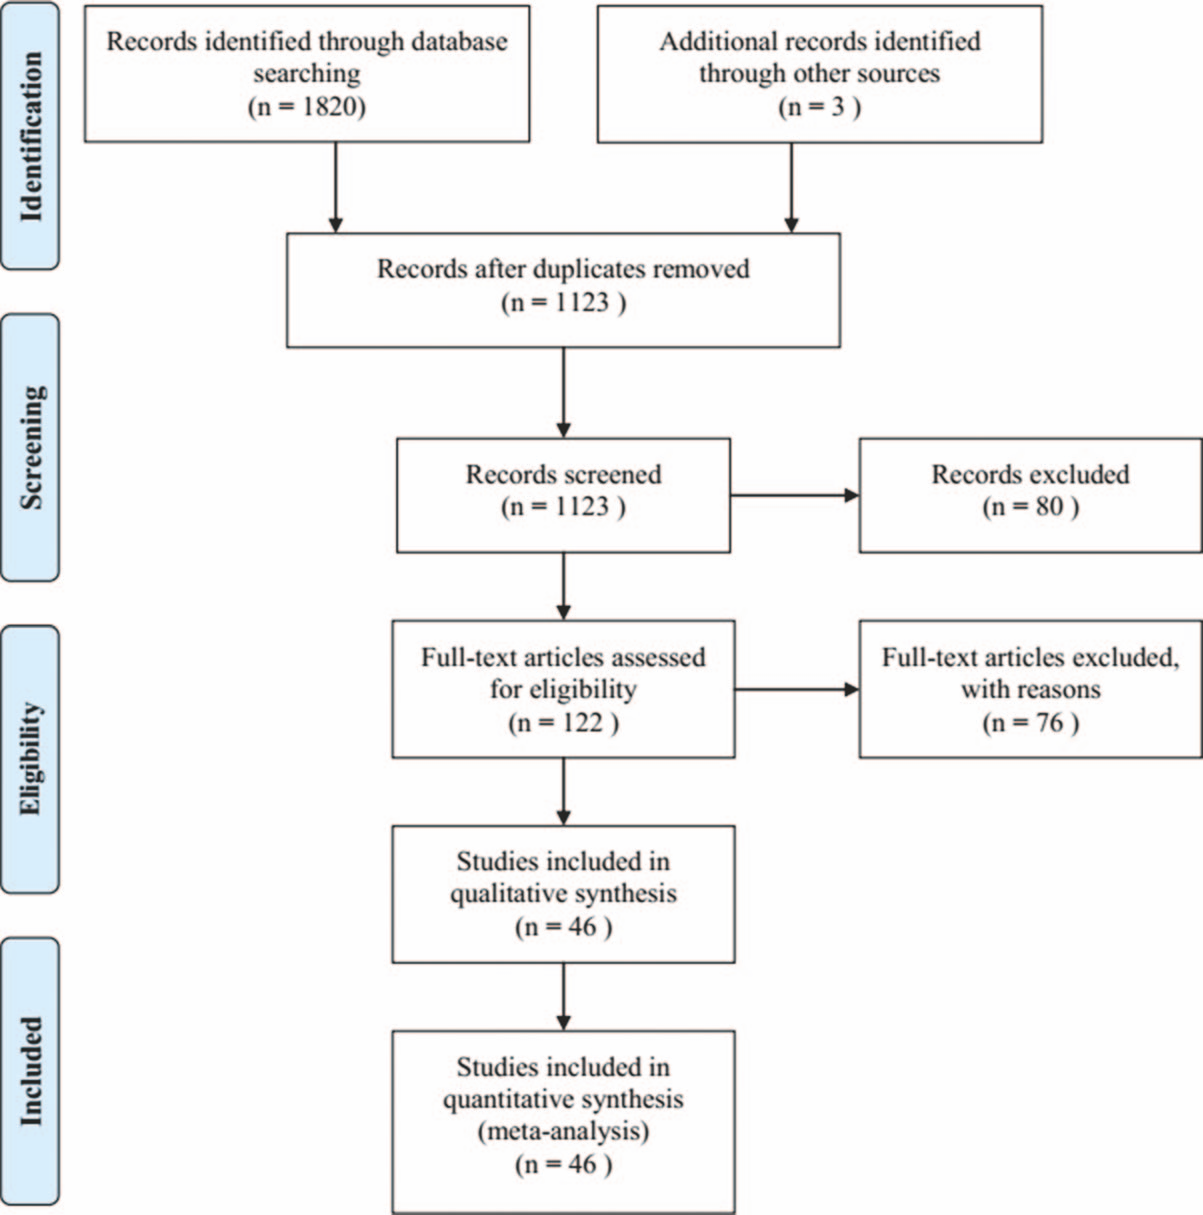 Identification
Records identified through database
searching
(n = 1820)
Additional records identified
through other sources
(n = 3 )
Records after duplicates removed
(n = 1123 )
Screening
Records screened
(n = 1123 )
Records excluded
(n = 80 )
Eligibility
Full-text articles assessed
for eligibility
(n = 122 )
Full-text articles excluded,
with reasons
(n = 76 )
Studies included in
qualitative synthesis
(n = 46 )
Included
Studies included in
quantitative synthesis
(meta-analysis)
(n = 46 )